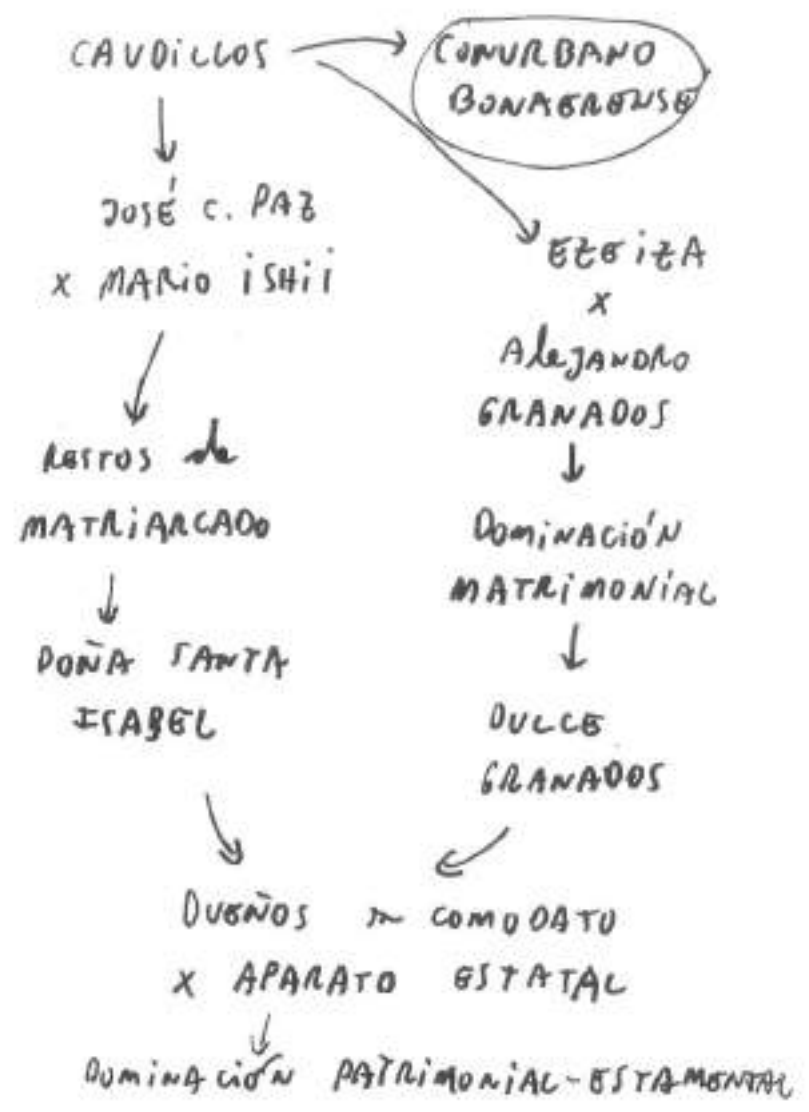 CAUDILLOS
CONURBANO
BONAERENSE
JOSÉ C. PAZ
X MARIO ISHII
RESTOS de
MATRIARCADO
DOÑA SANTA
ISABEL
EZEIZA
X
AleJANDRO
GRANADOS
DOMINACIÓN
MATRIMONIAL
DULCE
GRANADOS
DUEÑOS COMODATO
X APARATO ESTATAL
DOMINACIÓN PATRIMONIAL-ESTAMENTAL